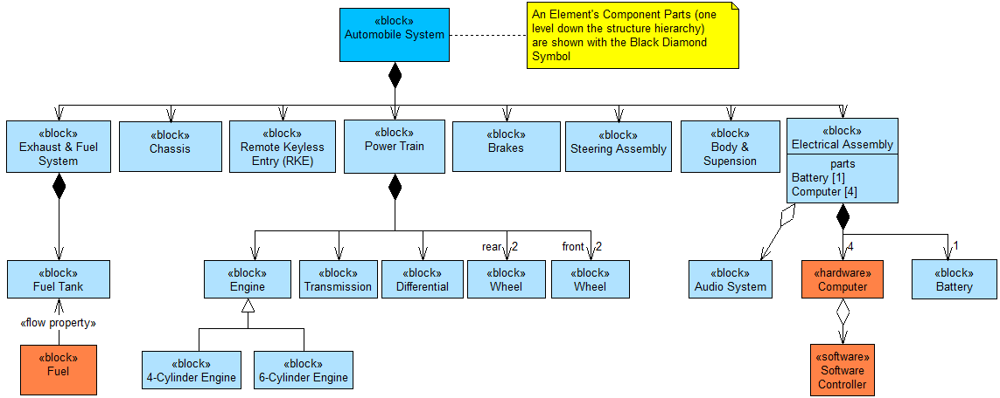 «block»
Automobile System
An Element's Component Parts (one
level down the structure hierarchy)
are shown with the Black Diamond
Symbol
«block»
Exhaust & Fuel
System
«block»
Chassis
«block»
Remote Keyless
Entry (RKE)
«block»
Power Train
«block»
Brakes
«block»
Steering Assembly
«block»
Body &
Supension
«block»
Electrical Assembly
parts
Battery [1]
Computer [4]
rear
2
front
2
4
1
«block»
Fuel Tank
«block»
Engine
«block»
Transmission
«block»
Differential
«block»
Wheel
«block»
Wheel
«block»
Audio System
«hardware»
Computer
«block»
Battery
«flow property»
«block»
Fuel
«block»
4-Cylinder Engine
«block»
6-Cylinder Engine
«software»
Software
Controller